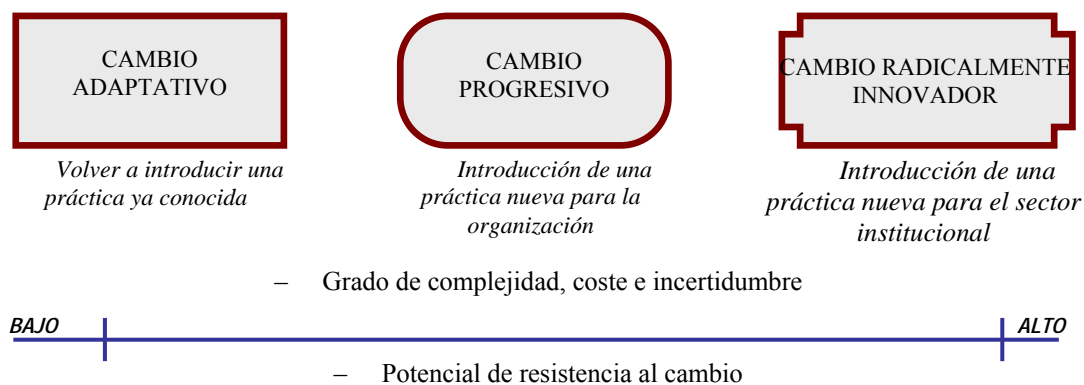 CAMBIO
ADAPTATIVO
CAMBIO
PROGRESIVO
CAMBIO RADICALMENTE
INNOVADOR
Volver a introducir una
práctica ya conocida
Introducción de una
práctica nueva para la
organización
Introducción de una
práctica nueva para el sector
institucional
– Grado de complejidad, coste e incertidumbre
BAJO
ALTO
– Potencial de resistencia al cambio